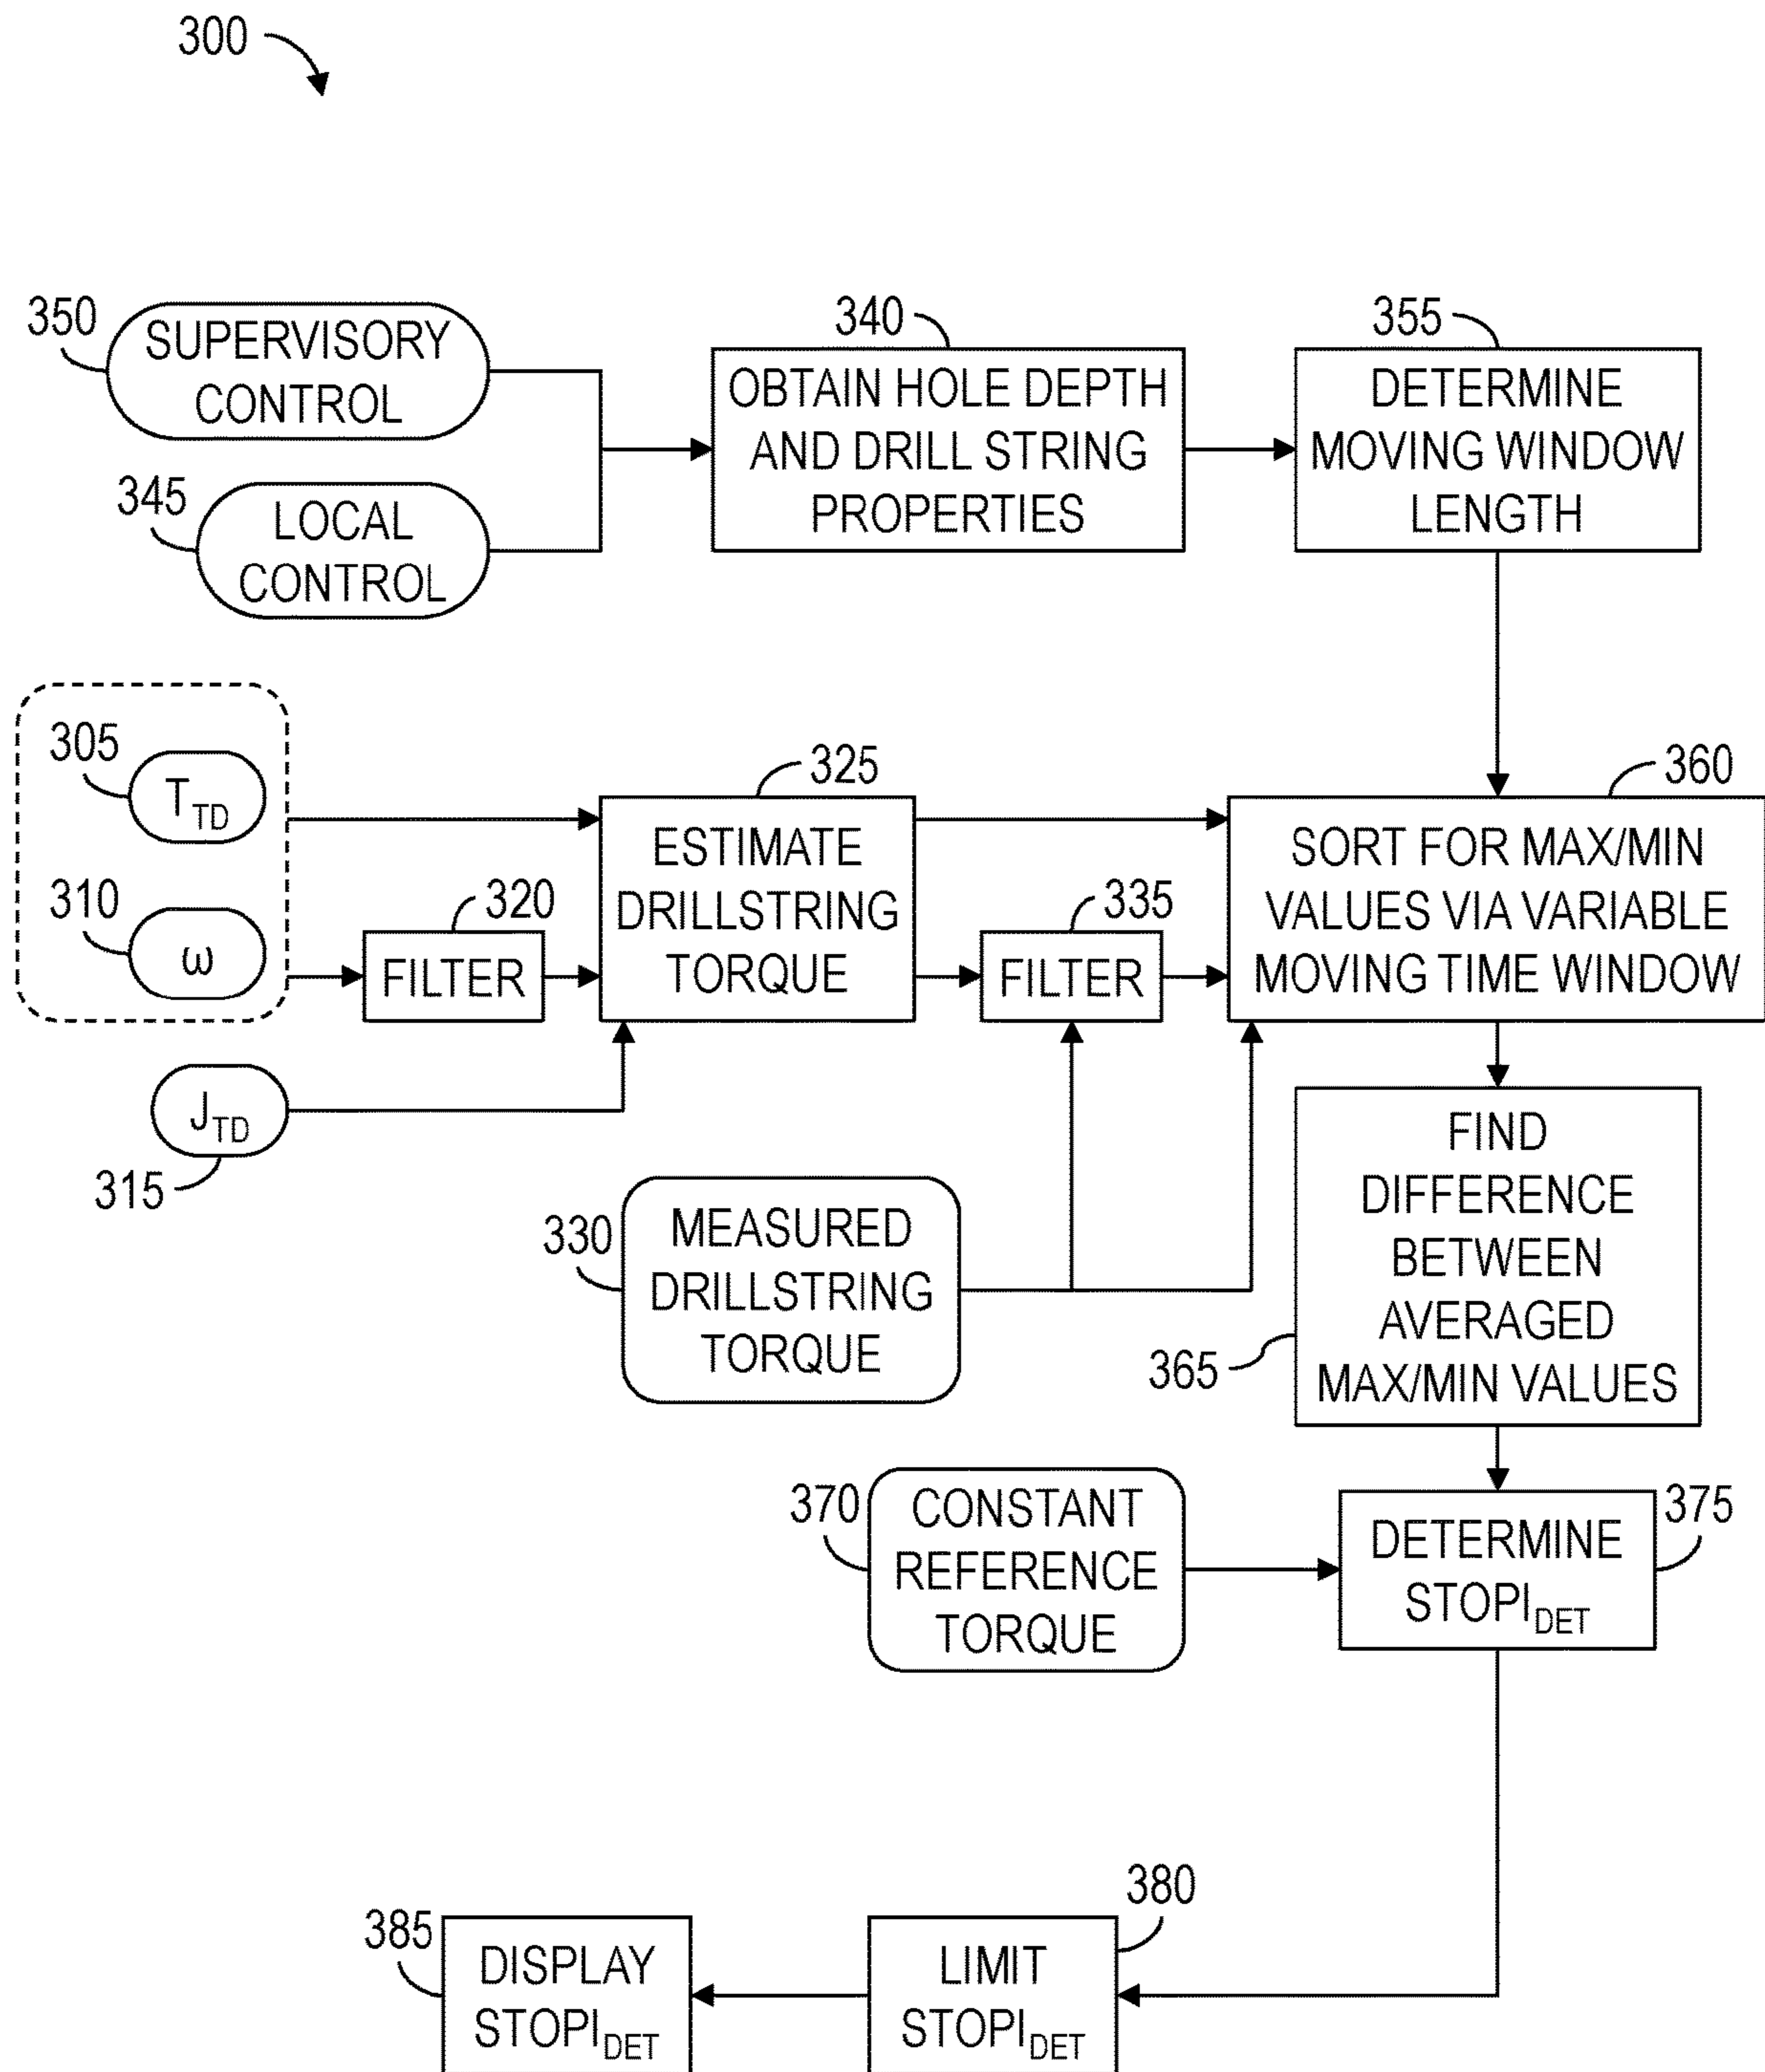 300
350
SUPERVISORY
CONTROL
345
LOCAL
CONTROL
340
OBTAIN HOLE DEPTH
AND DRILL STRING
PROPERTIES
355
DETERMINE
MOVING WINDOW
LENGTH
305
T_TD
310
ω
320
FILTER
J_TD
315
325
ESTIMATE
DRILLSTRING
TORQUE
335
FILTER
330
MEASURED
DRILLSTRING
TORQUE
360
SORT FOR MAX/MIN
VALUES VIA VARIABLE
MOVING TIME WINDOW
365
FIND
DIFFERENCE
BETWEEN
AVERAGED
MAX/MIN VALUES
370
CONSTANT
REFERENCE
TORQUE
375
DETERMINE
STOPI_DET
380
LIMIT
STOPI_DET
385
DISPLAY
STOPI_DET